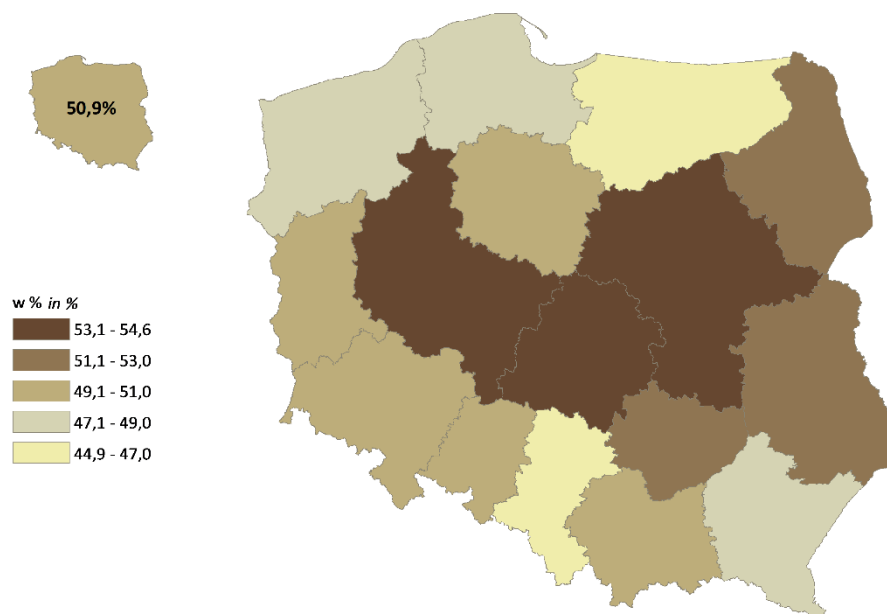 50,9%
w % in %
53,1 - 54,6
51,1 - 53,0
49,1 - 51,0
47,1 - 49,0
44,9 - 47,0